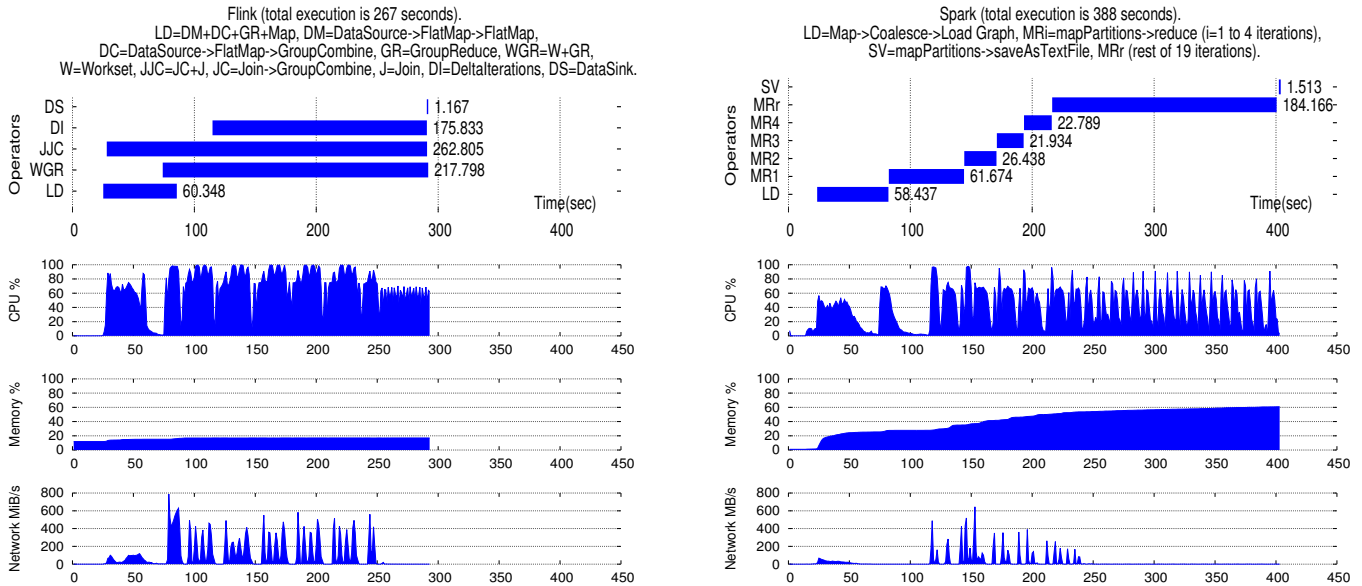 Flink (total execution is 267 seconds).
LD=DM+DC+GR+Map, DM=DataSource->FlatMap->FlatMap,
DC=DataSource->FlatMap->GroupCombine, GR=GroupReduce, WGR=W+GR,
W=Workset, JJC=JC+J, JC=Join->GroupCombine, J=Join, DI=DeltaIterations, DS=DataSink.
Operators
DS 1.167
DI 175.833
JJC 262.805
WGR 217.798
LD 60.348
Time(sec)
0 100 200 300 400
CPU %
100
80
60
40
20
0
0 50 100 150 200 250 300 350 400 450
Memory %
100
80
60
40
20
0
0 50 100 150 200 250 300 350 400 450
Network MiB/s
800
600
400
200
0
0 50 100 150 200 250 300 350 400 450
Spark (total execution is 388 seconds).
LD=Map->Coalesce->Load Graph, MRi=mapPartitions->reduce (i=1 to 4 iterations),
SV=mapPartitions->saveAsTextFile, MRr (rest of 19 iterations).
Operators
SV 1.513
MRr 184.166
MR4 22.789
MR3 21.934
MR2 26.438
MR1 61.674
LD 58.437
Time(sec)
0 100 200 300 400
CPU %
100
80
60
40
20
0
0 50 100 150 200 250 300 350 400 450
Memory %
100
80
60
40
20
0
0 50 100 150 200 250 300 350 400 450
Network MB/s
800
600
400
200
0
0 50 100 150 200 250 300 350 400 450